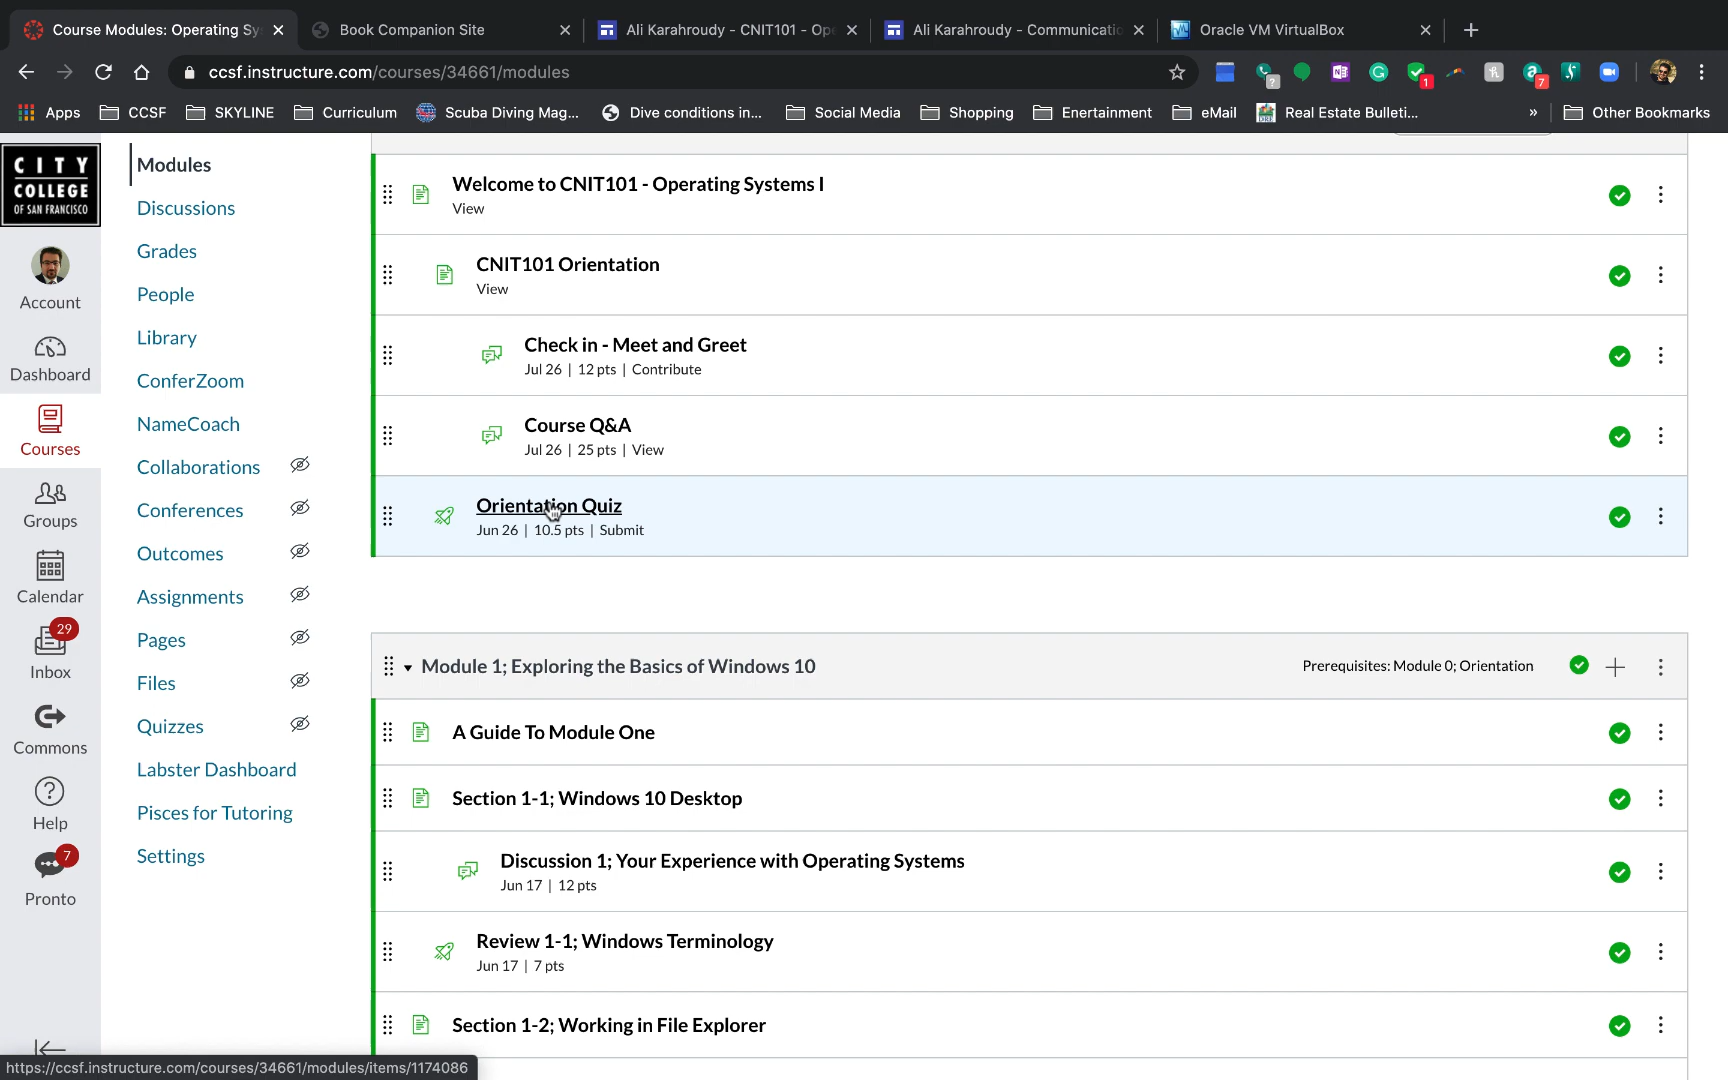 Course Modules: Operating Sy
Book Companion Site
Ali Karahroudy - CNIT101 - Ope
Ali Karahroudy - Communicatio
Oracle VM VirtualBox
ccsf.instructure.com/courses/34661/modules
Apps
CCSF
SKYLINE
Curriculum
Scuba Diving Mag...
Dive conditions in...
Social Media
Shopping
Enertainment
eMail
Real Estate Bulleti...
»
Other Bookmarks
CITY
COLLEGE
OF SAN FRANCISCO
Account
Dashboard
Courses
Groups
Calendar
29
Inbox
Commons
Help
7
Pronto
Modules
Discussions
Grades
People
Library
ConferZoom
NameCoach
Collaborations
Conferences
Outcomes
Assignments
Pages
Files
Quizzes
Labster Dashboard
Pisces for Tutoring
Settings
Welcome to CNIT101 - Operating Systems I
View
CNIT101 Orientation
View
Check in - Meet and Greet
Jul 26 | 12 pts | Contribute
Course Q&A
Jul 26 | 25 pts | View
Orientation Quiz
Jun 26 | 10.5 pts | Submit
Module 1; Exploring the Basics of Windows 10
Prerequisites: Module 0; Orientation
A Guide To Module One
Section 1-1; Windows 10 Desktop
Discussion 1; Your Experience with Operating Systems
Jun 17 | 12 pts
Review 1-1; Windows Terminology
Jun 17 | 7 pts
Section 1-2; Working in File Explorer
https://ccsf.instructure.com/courses/34661/modules/items/1174086